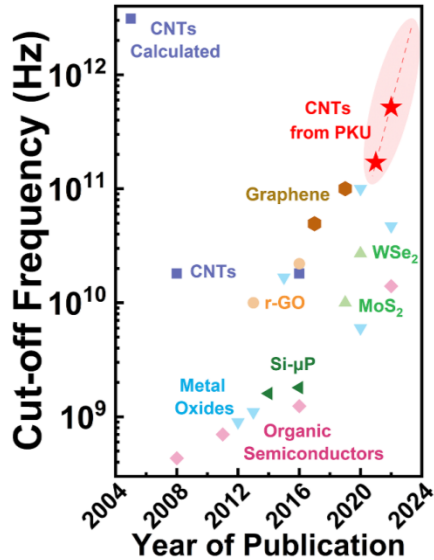 Cut-off Frequency (Hz)
10¹²
10¹¹
10¹⁰
10⁹
CNTs
Calculated
CNTs
from PKU
Graphene
WSe₂
CNTs
r-GO
MoS₂
Si-μP
Metal
Oxides
Organic
Semiconductors
2004
2008
2012
2016
2020
2024
Year of Publication